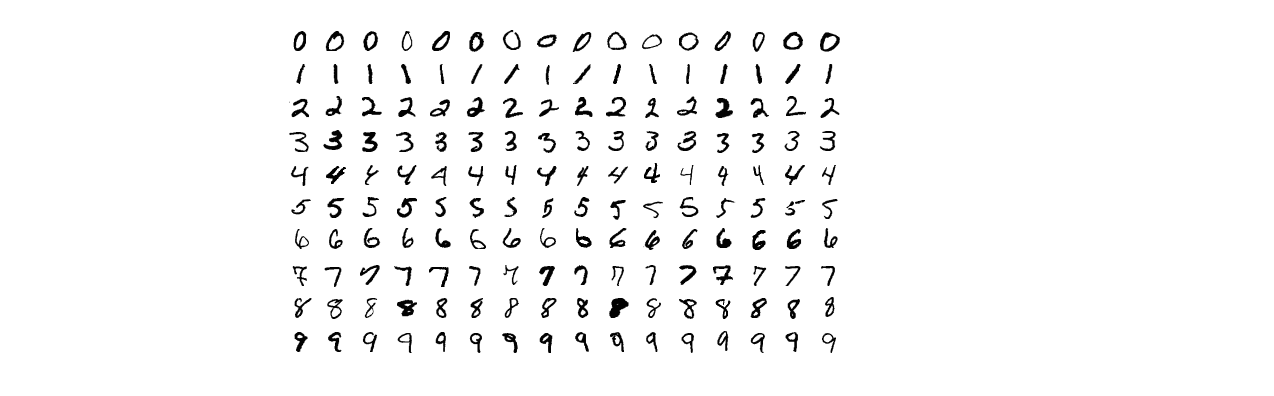 0 0 0 0 0 0 0 0 0 0 0 0 0 0 0 0
1 1 1 1 1 1 1 1 1 1 1 1 1 1 1 1
2 2 2 2 2 2 2 2 2 2 2 2 2 2 2 2
3 3 3 3 3 3 3 3 3 3 3 3 3 3 3 3
4 4 4 4 4 4 4 4 4 4 4 4 4 4 4 4
5 5 5 5 5 5 5 5 5 5 5 5 5 5 5 5
6 6 6 6 6 6 6 6 6 6 6 6 6 6 6 6
7 7 7 7 7 7 7 7 7 7 7 7 7 7 7 7
8 8 8 8 8 8 8 8 8 8 8 8 8 8 8 8
9 9 9 9 9 9 9 9 9 9 9 9 9 9 9 9